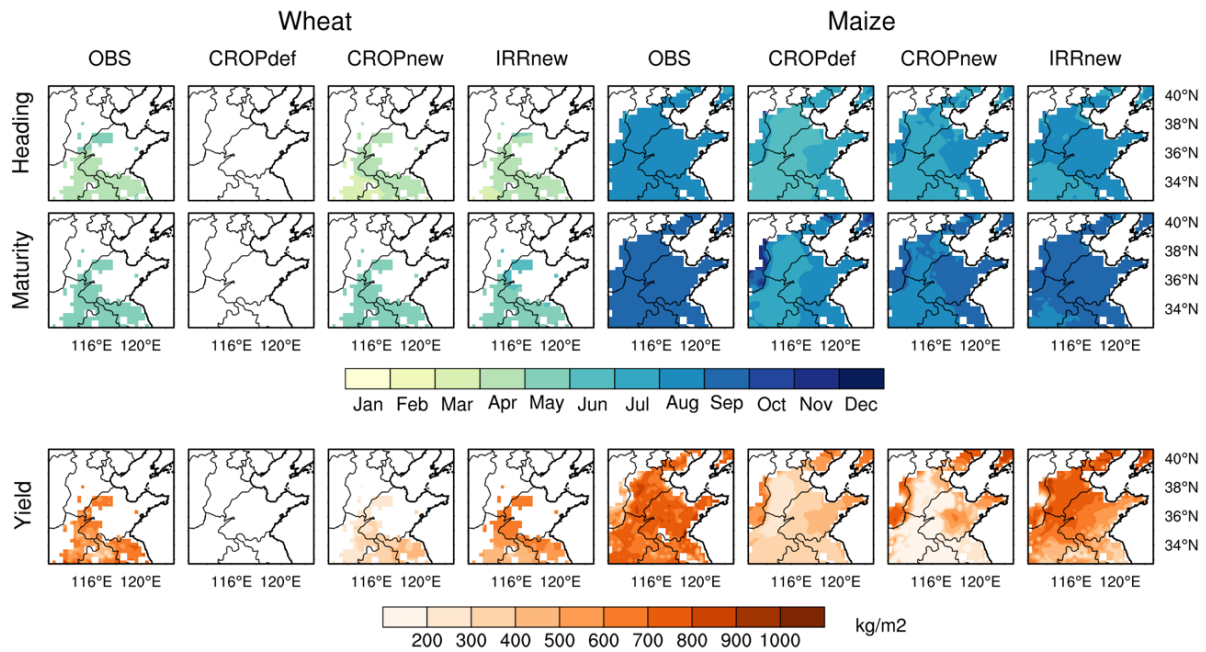 Wheat Maize
OBS CROPdef CROPnew IRRnew OBS CROPdef CROPnew IRRnew
Heading
40°N
38°N
36°N
34°N
Maturity
40°N
38°N
36°N
34°N
116°E 120°E 116°E 120°E 116°E 120°E 116°E 120°E 116°E 120°E 116°E 120°E 116°E 120°E 116°E 120°E
Jan Feb Mar Apr May Jun Jul Aug Sep Oct Nov Dec
Yield
40°N
38°N
36°N
34°N
116°E 120°E 116°E 120°E 116°E 120°E 116°E 120°E 116°E 120°E 116°E 120°E 116°E 120°E 116°E 120°E
200 300 400 500 600 700 800 900 1000 kg/m2